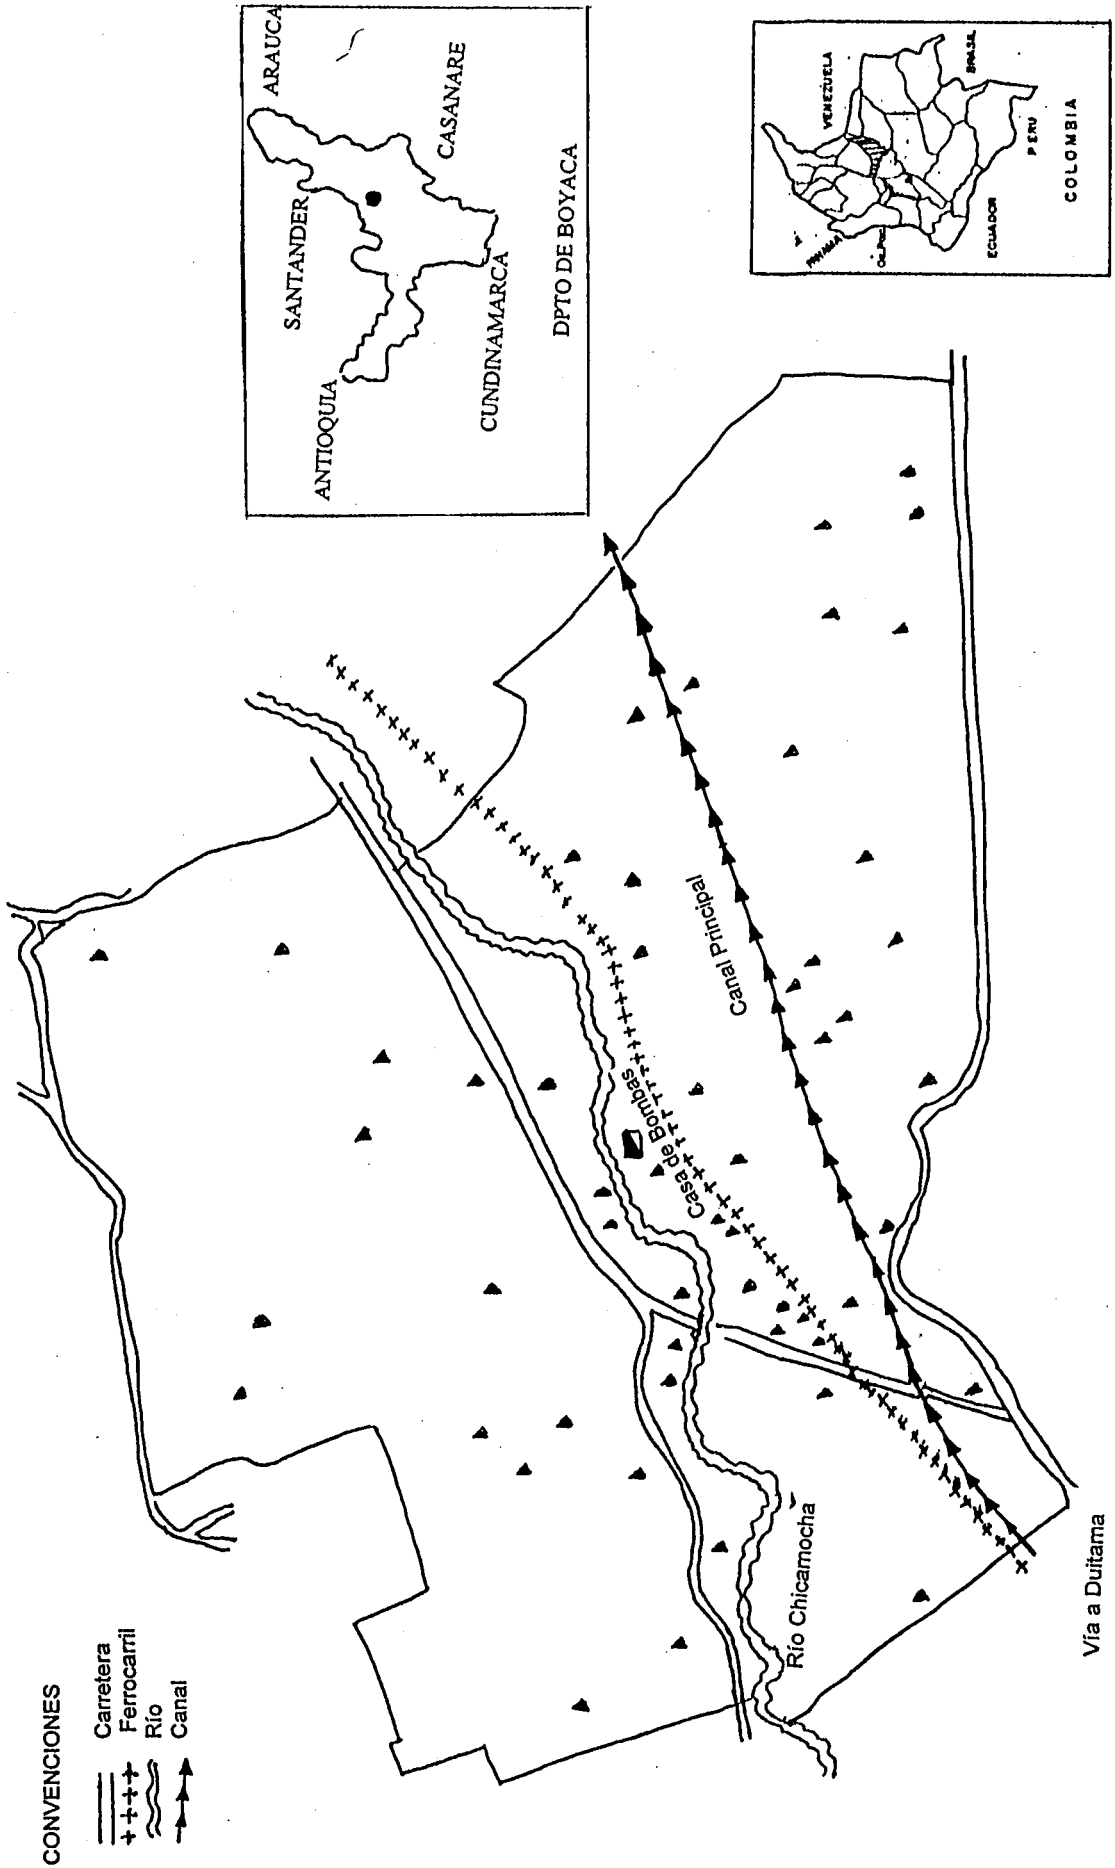 CONVENCIONES
Carretera
Ferrocarril
Río
Canal
ARAUCA
SANTANDER
CASANARE
ANTIOQUIA
CUNDINAMARCA
DPTO DE BOYACA
VENEZUELA
BRASIL
PANAMA
PERU
ECUADOR
COLOMBIA
Canal Principal
Casa de Bombas
Río Chicamocha
Vía a Duitama